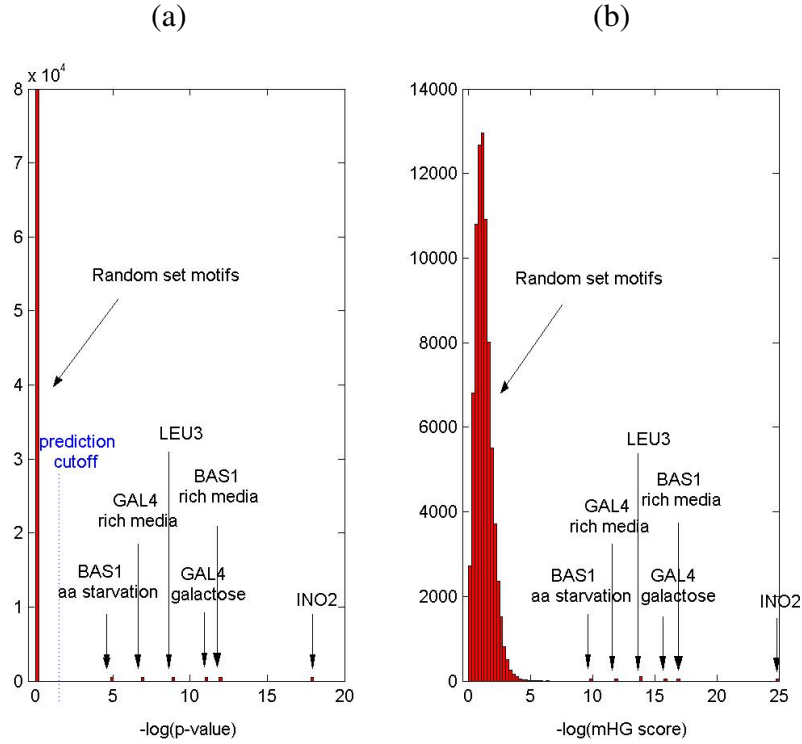 (a)
(b)
x 10⁴
8
7
6
5
4
3
2
1
0
Random set motifs
prediction
cutoff
LEU3
GAL4
rich media
BAS1
rich media
BAS1
aa starvation
GAL4
galactose
INO2
0
5
10
15
20
-log(p-value)
14000
12000
10000
8000
6000
4000
2000
0
Random set motifs
LEU3
GAL4
rich media
BAS1
rich media
BAS1
aa starvation
GAL4
galactose
INO2
0
5
10
15
20
25
-log(mHG score)